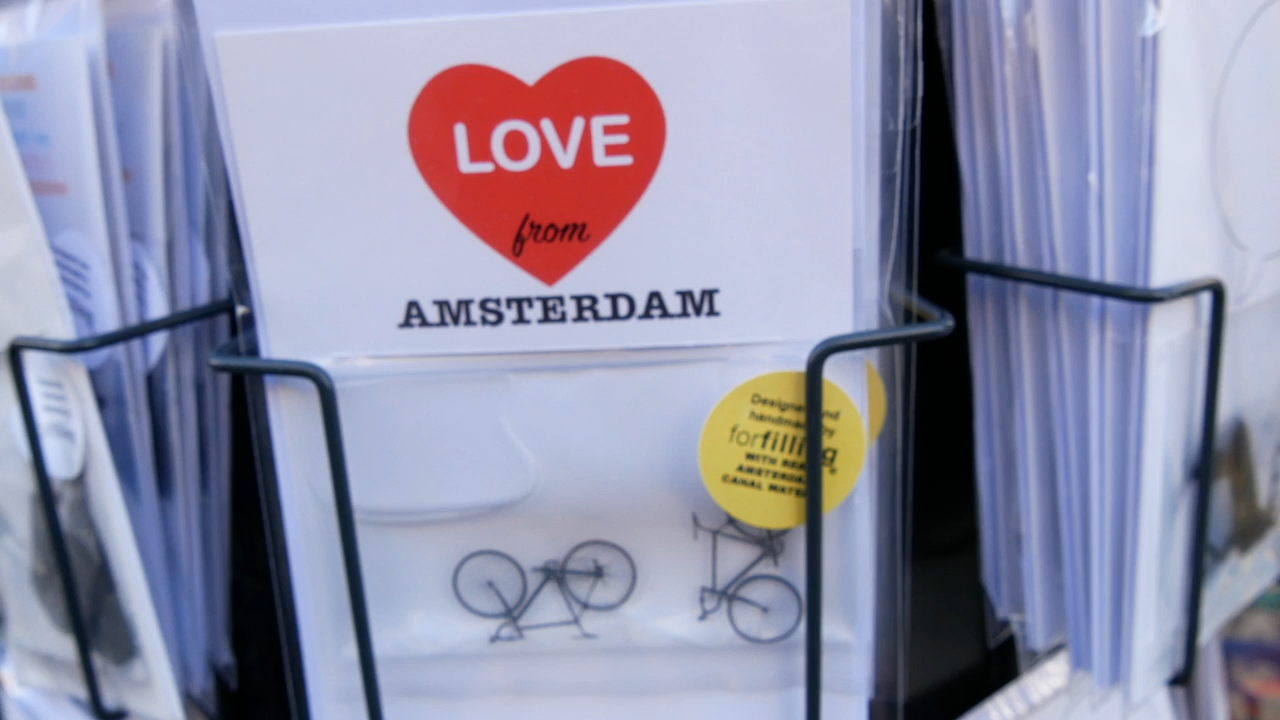 LOVE
from
AMSTERDAM
Designed and
handmade by
forfilling
WITH REAL
AMSTERDAM
CANAL WATER